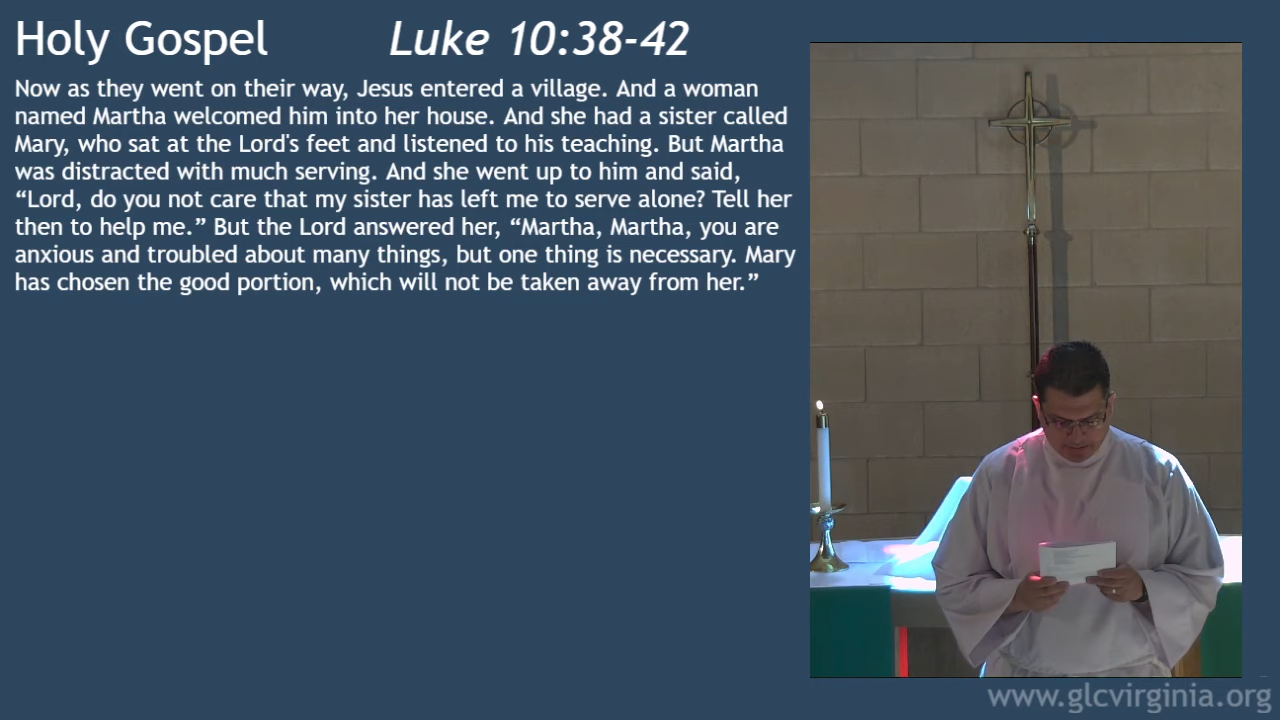 Holy Gospel Luke 10:38-42
Now as they went on their way, Jesus entered a village. And a woman
named Martha welcomed him into her house. And she had a sister called
Mary, who sat at the Lord's feet and listened to his teaching. But Martha
was distracted with much serving. And she went up to him and said,
“Lord, do you not care that my sister has left me to serve alone? Tell her
then to help me.” But the Lord answered her, “Martha, Martha, you are
anxious and troubled about many things, but one thing is necessary. Mary
has chosen the good portion, which will not be taken away from her.”
www.glcvirginia.org